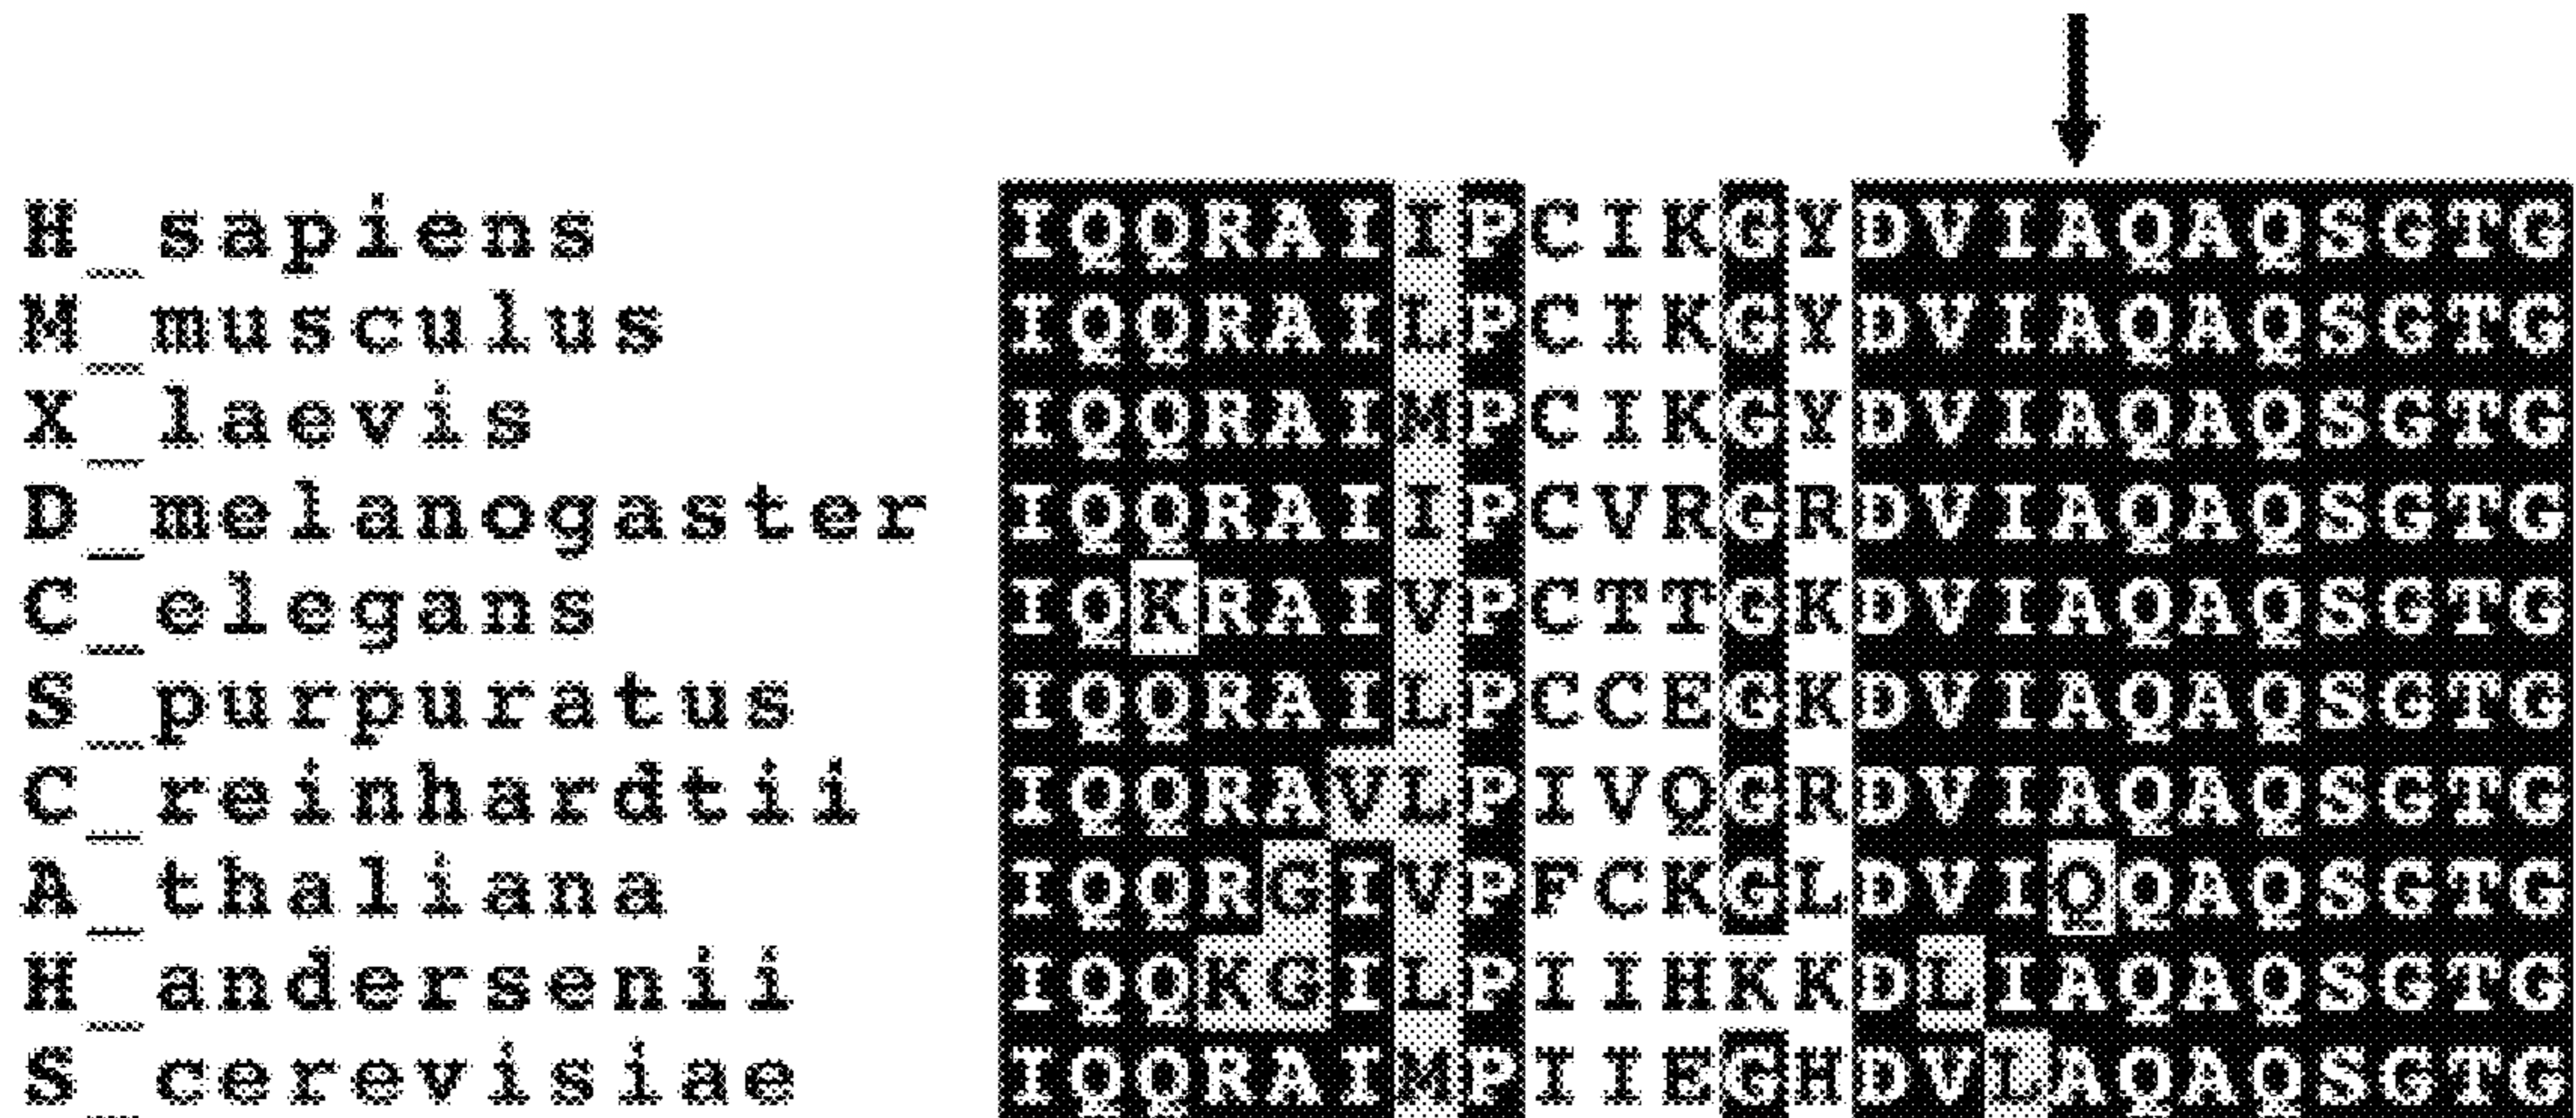 H_sapiens IQQRAIIPCIKGYDVIAQAQSGTG
M_musculus IQQRAILPCIKGYDVIAQAQSGTG
X_laevis IQQRAIMPCIKGYDVIAQAQSGTG
D_melanogaster IQQRAIIPCVRGRDVIAQAQSGTG
C_elegans IQKRAIVPCTTGKDVIAQAQSGTG
S_purpuratus IQQRAILPCCEGKDVIAQAQSGTG
C_reinhardtii IQQRAVLPIVQGRDVIAQAQSGTG
A_thaliana IQQRGIVPFCKGLDVIQQAQSGTG
H_andersenii IQQKGILPIIHKKDLIAQAQSGTG
S_cerevisiae IQQRAIMPIIEGHDVLAQAQSGTG